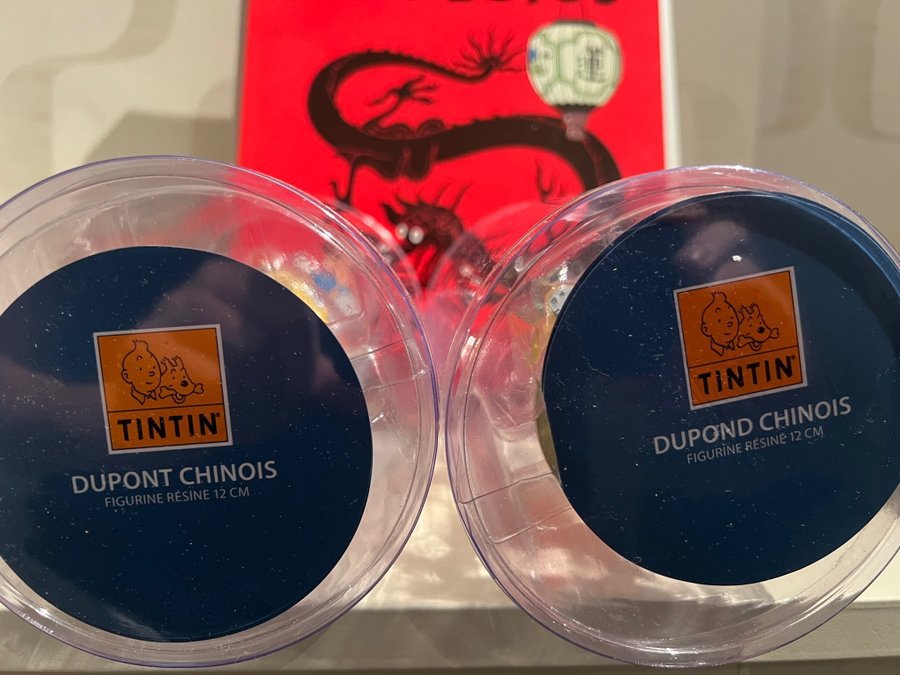 TINTIN®
DUPONT CHINOIS
FIGURINE RÉSINE 12 CM
TINTIN®
DUPOND CHINOIS
FIGURINE RÉSINE 12 CM